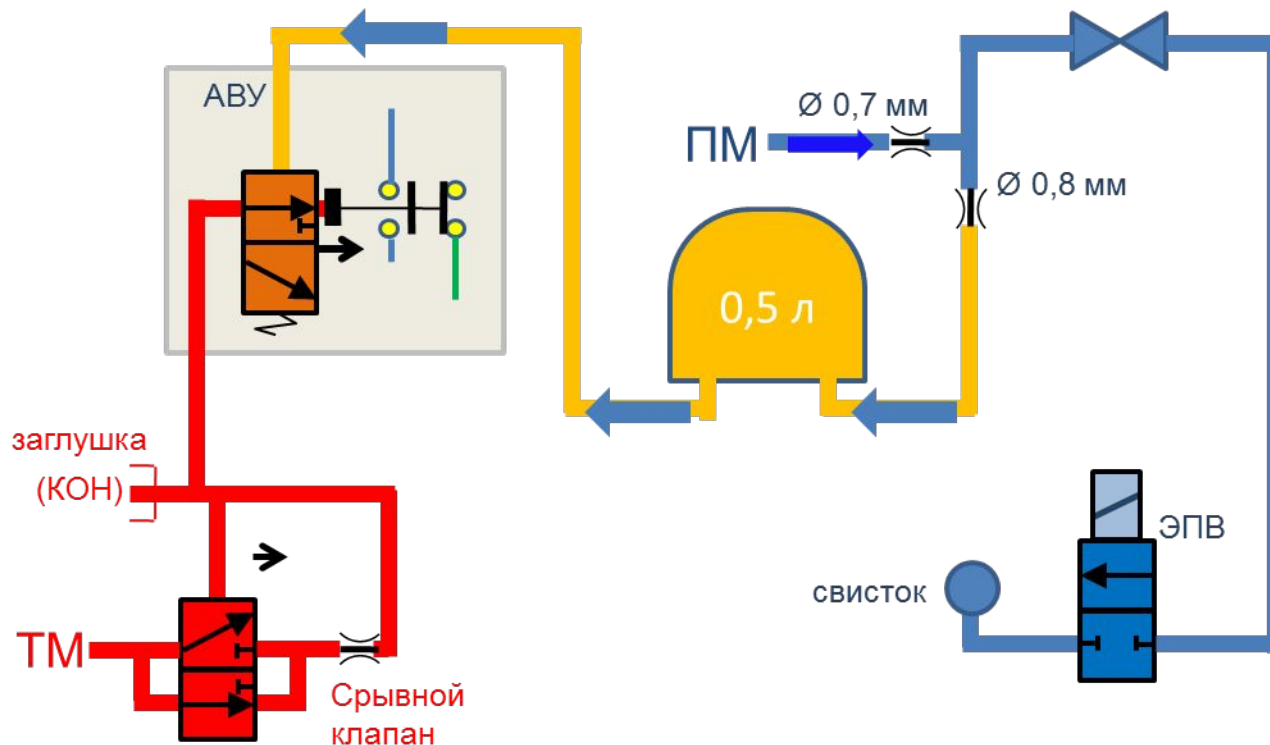 АВУ
Ø 0,7 мм
ПМ
Ø 0,8 мм
0,5 л
заглушка
(КОН)
ЭПВ
свисток
ТМ
Срывной
клапан